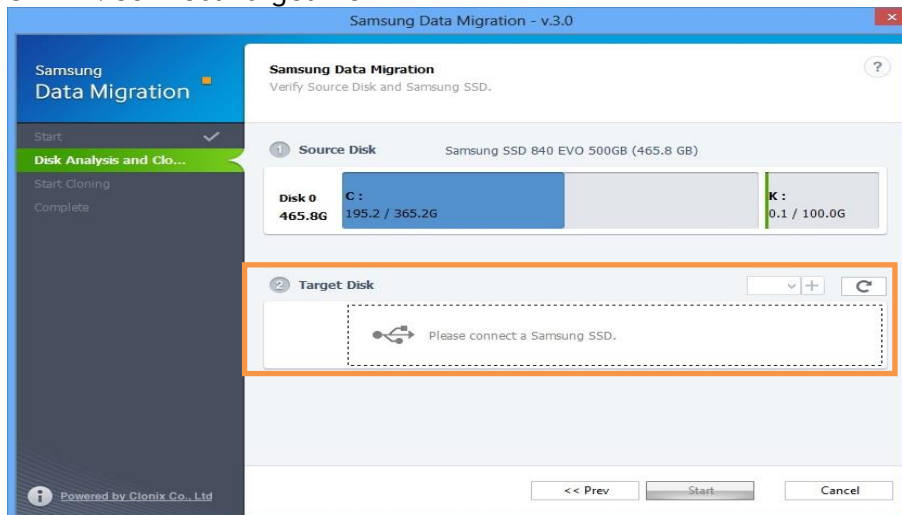 Samsung Data Migration - v.3.0
Samsung
Data Migration
Samsung Data Migration
Verify Source Disk and Samsung SSD.
?
Start
Disk Analysis and Clo...
Start Cloning
Complete
1 Source Disk Samsung SSD 840 EVO 500GB (465.8 GB)
Disk 0
465.8G
C :
195.2 / 365.2G
K :
0.1 / 100.0G
2 Target Disk
Please connect a Samsung SSD.
Powered by Clonix Co., Ltd
<< Prev
Start
Cancel